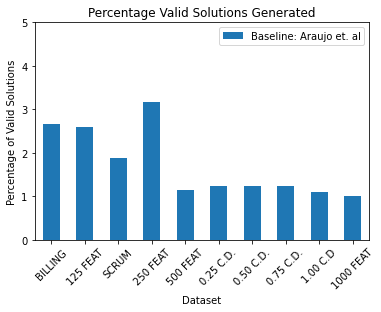 Percentage Valid Solutions Generated
Baseline: Araujo et. al
Percentage of Valid Solutions
5
4
3
2
1
0
BILLING
125 FEAT
SCRUM
250 FEAT
500 FEAT
0.25 C.D.
0.50 C.D.
0.75 C.D.
1.00 C.D
1000 FEAT
Dataset